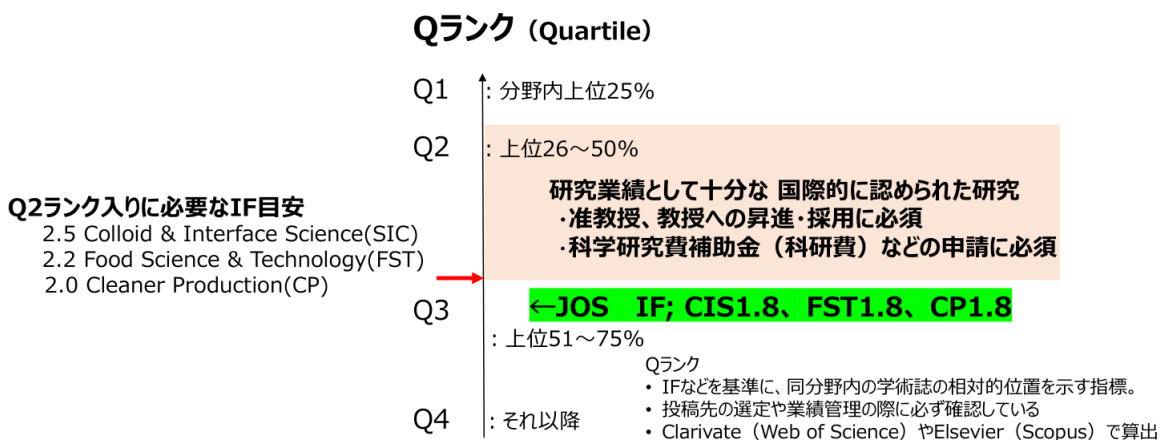 Qランク（Quartile）
Q1 : 分野内上位25%
Q2 : 上位26～50%
研究業績として十分な 国際的に認められた研究
・准教授、教授への昇進・採用に必須
・科学研究費補助金（科研費）などの申請に必須
Q2ランク入りに必要なIF目安
2.5 Colloid & Interface Science(SIC)
2.2 Food Science & Technology(FST)
2.0 Cleaner Production(CP)
Q3
←JOS IF; CIS1.8、FST1.8、CP1.8
: 上位51～75%
Q4 : それ以降
Qランク
• IFなどを基準に、同分野内の学術誌の相対的位置を示す指標。
• 投稿先の選定や業績管理の際に必ず確認している
• Clarivate（Web of Science）やElsevier（Scopus）で算出